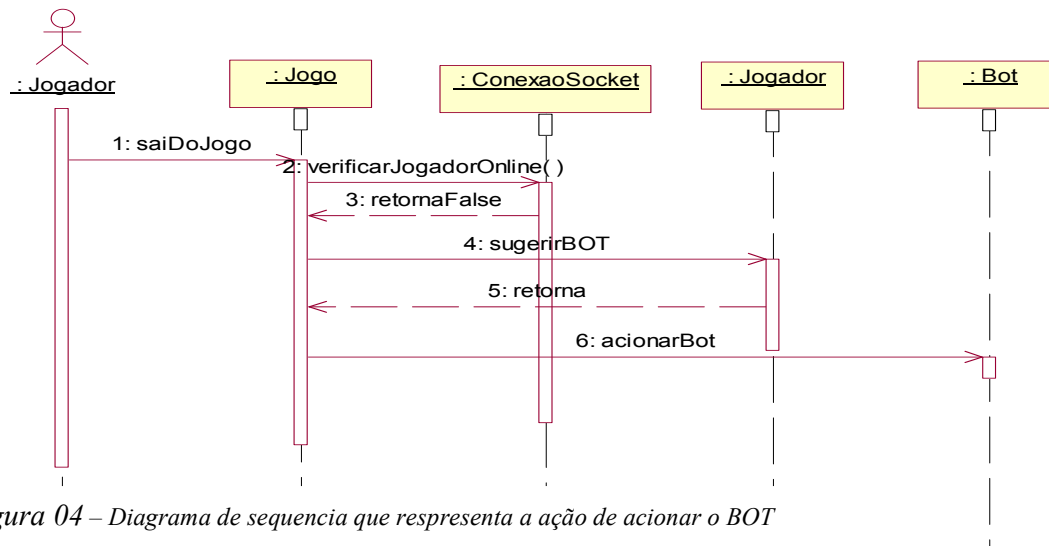 : Jogador
: Jogo
: ConexaoSocket
: Jogador
: Bot
1: saiDoJogo
2: verificarJogadorOnline( )
3: retornaFalse
4: sugerirBOT
5: retorna
6: acionarBot
gura 04 – Diagrama de sequencia que respresenta a ação de acionar o BOT